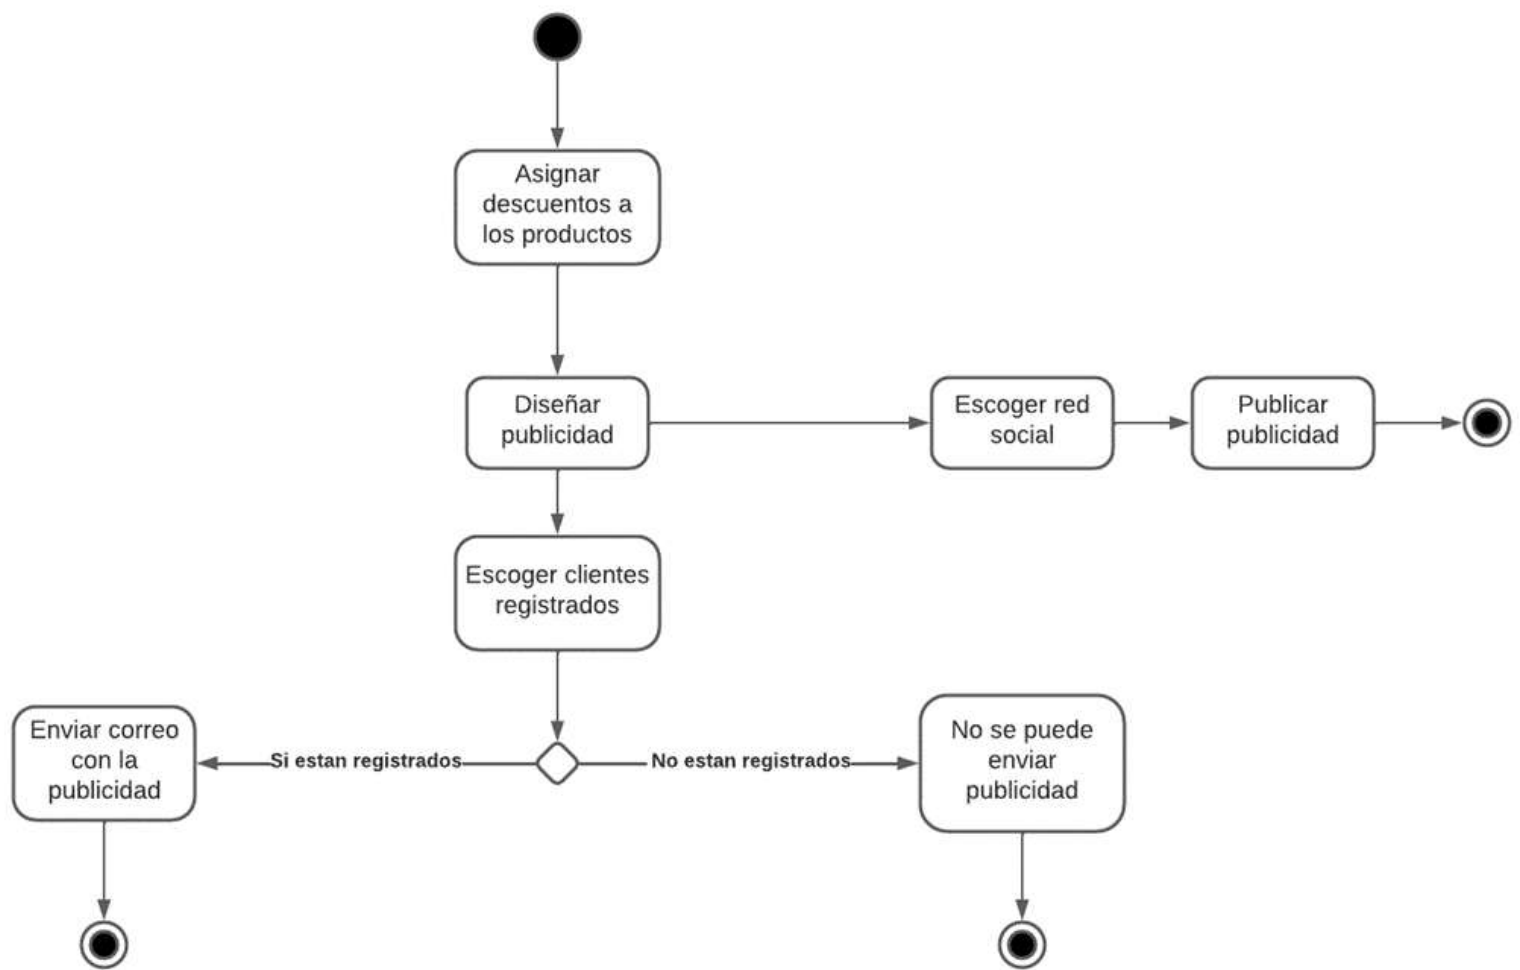 Asignar
descuentos a
los productos
Diseñar
publicidad
Escoger red
social
Publicar
publicidad
Escoger clientes
registrados
Enviar correo
con la
publicidad
Si estan registrados
No estan registrados
No se puede
enviar
publicidad